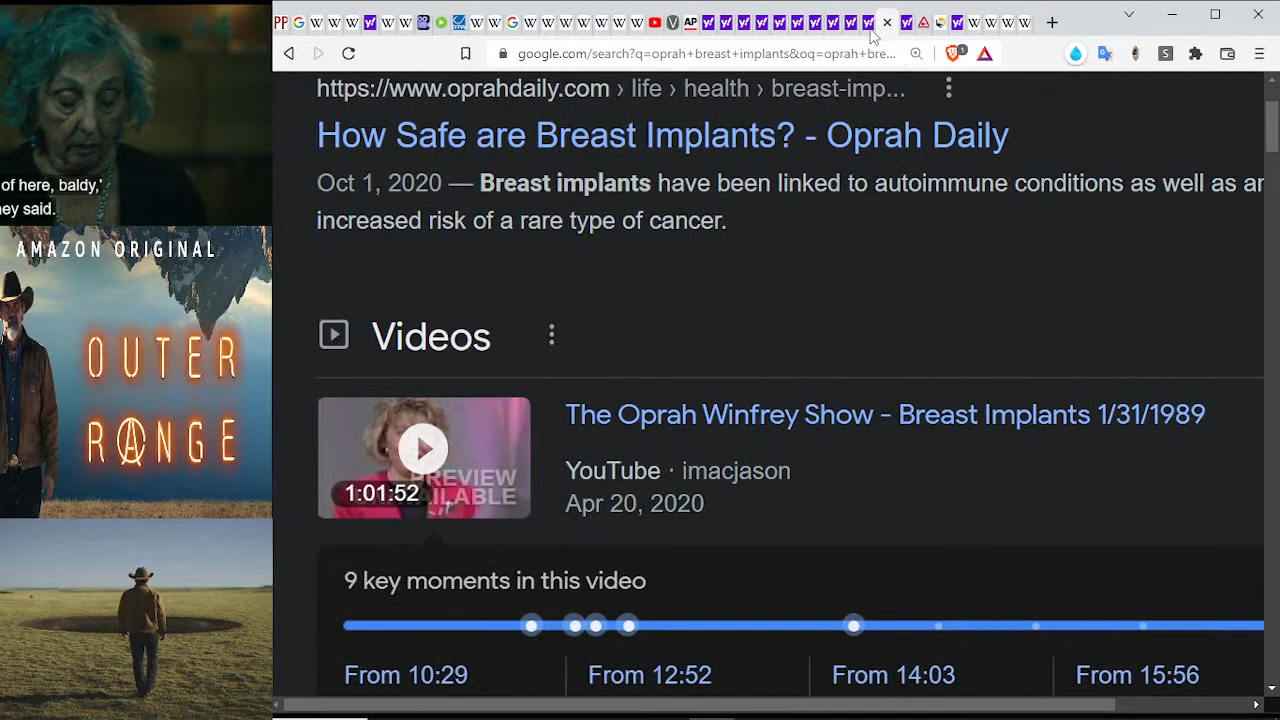 of here, baldy,'
hey said.
AMAZON ORIGINAL
OUTER
RANGE
google.com/search?q=oprah+breast+implants&oq=oprah+bre...
https://www.oprahdaily.com › life › health › breast-imp...
How Safe are Breast Implants? - Oprah Daily
Oct 1, 2020 — Breast implants have been linked to autoimmune conditions as well as an
increased risk of a rare type of cancer.
Videos
PREVIEW
AVAILABLE
1:01:52
The Oprah Winfrey Show - Breast Implants 1/31/1989
YouTube · imacjason
Apr 20, 2020
9 key moments in this video
From 10:29
From 12:52
From 14:03
From 15:56